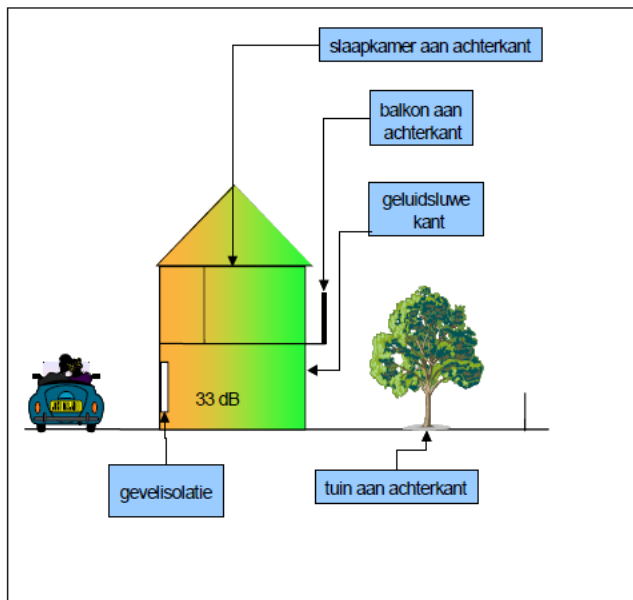 slaapkamer aan achterkant
balkon aan
achterkant
geluidsluwe
kant
33 dB
gevelisolatie
tuin aan achterkant